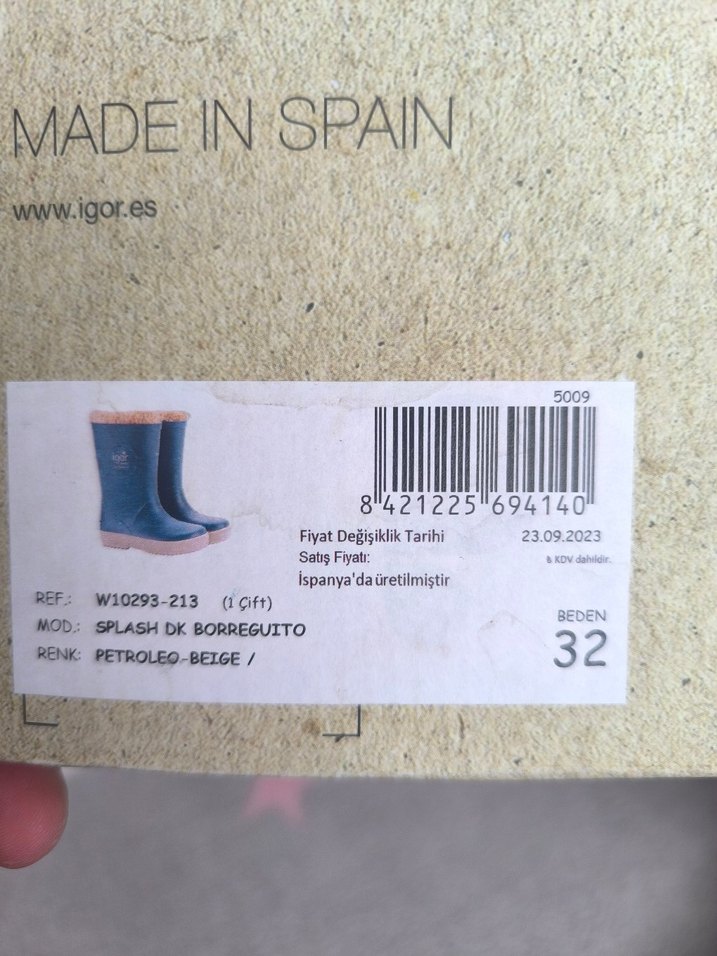 MADE IN SPAIN
www.igor.es
5009
8 421225 694140
Fiyat Değişiklik Tarihi 23.09.2023
Satış Fiyatı: ₺ KDV dahildir.
İspanya'da üretilmiştir
igor
REF.: W10293-213 (1 Çift)
MOD.: SPLASH DK BORREGUITO
RENK: PETROLEO-BEIGE /
BEDEN
32